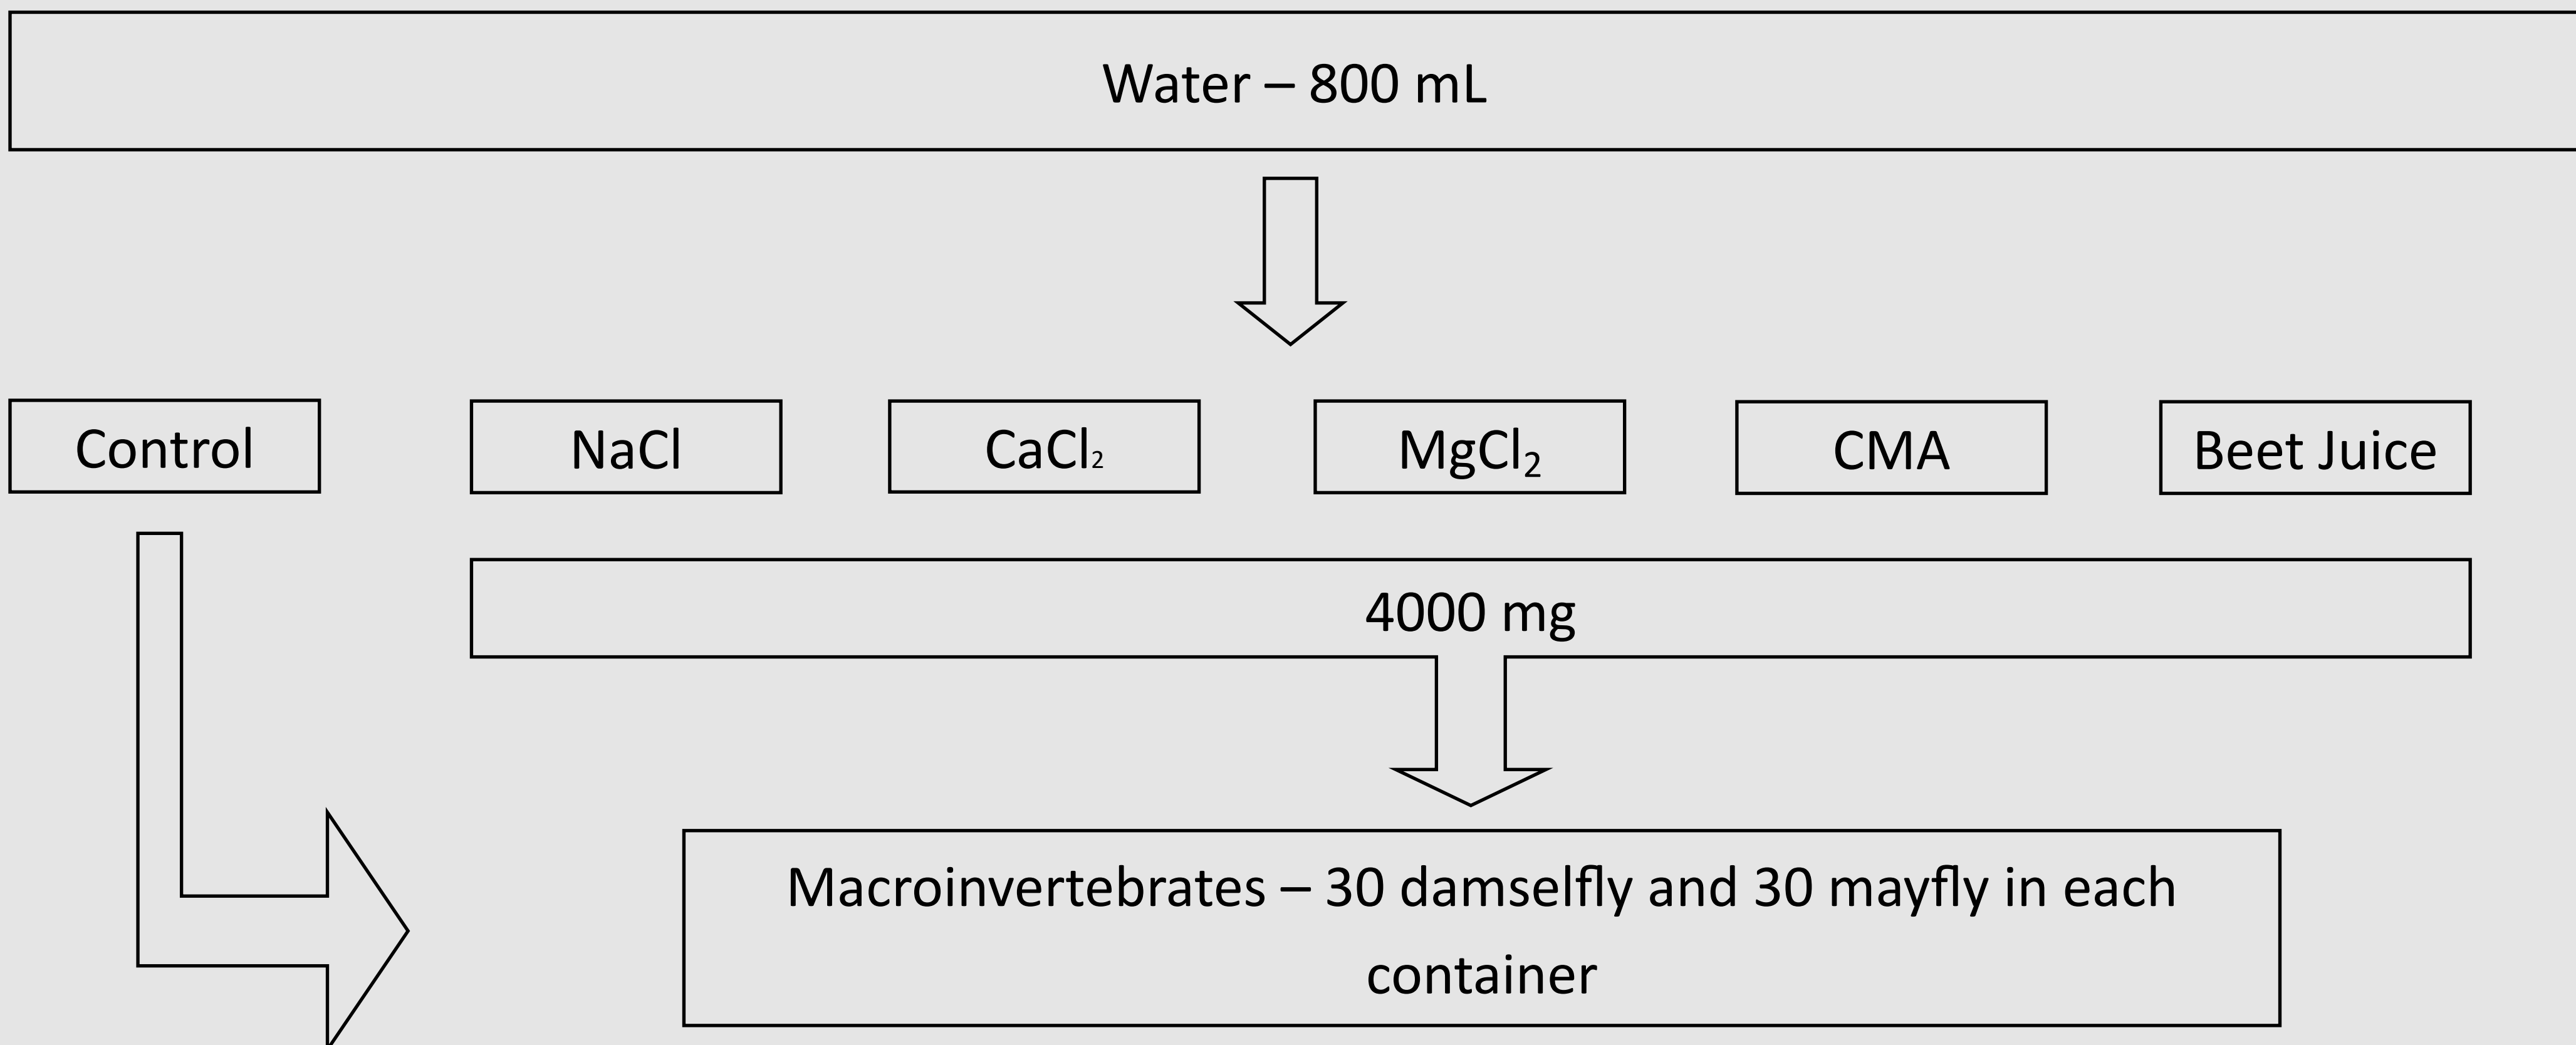 Water – 800 mL
Control
NaCl
CaCl₂
MgCl₂
CMA
Beet Juice
4000 mg
Macroinvertebrates – 30 damselfly and 30 mayfly in each
container